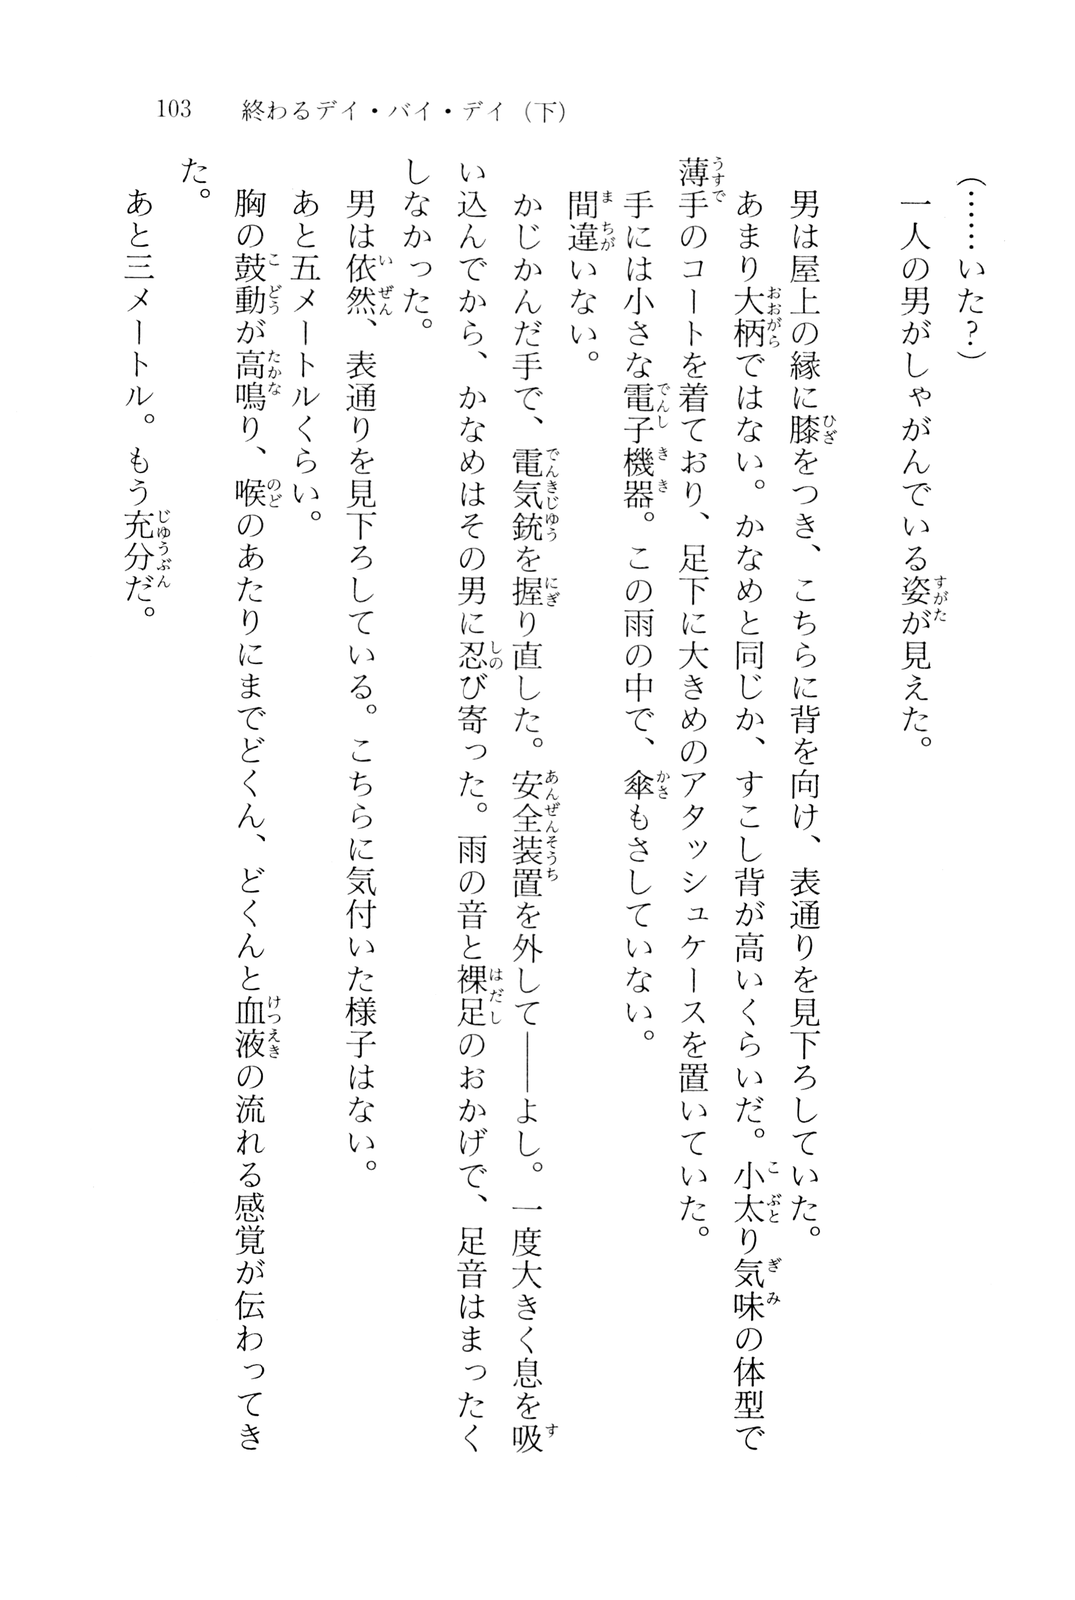 103　終わるデイ・バイ・デイ（下）
（……いた？）
一人の男がしゃがんでいる姿が見えた。
男は屋上の縁に膝をつき、こちらに背を向け、表通りを見下ろしていた。
あまり大柄ではない。かなめと同じか、すこし背が高いくらいだ。小太り気味の体型で
薄手のコートを着ており、足下に大きめのアタッシュケースを置いていた。
手には小さな電子機器。この雨の中で、傘もさしていない。
間違いない。
かじかんだ手で、電気銃を握り直した。安全装置を外して――よし。一度大きく息を吸
い込んでから、かなめはその男に忍び寄った。雨の音と裸足のおかげで、足音はまったく
しなかった。
男は依然、表通りを見下ろしている。こちらに気付いた様子はない。
あと五メートルくらい。
胸の鼓動が高鳴り、喉のあたりにまでどくん、どくんと血液の流れる感覚が伝わってき
た。
あと三メートル。もう充分だ。